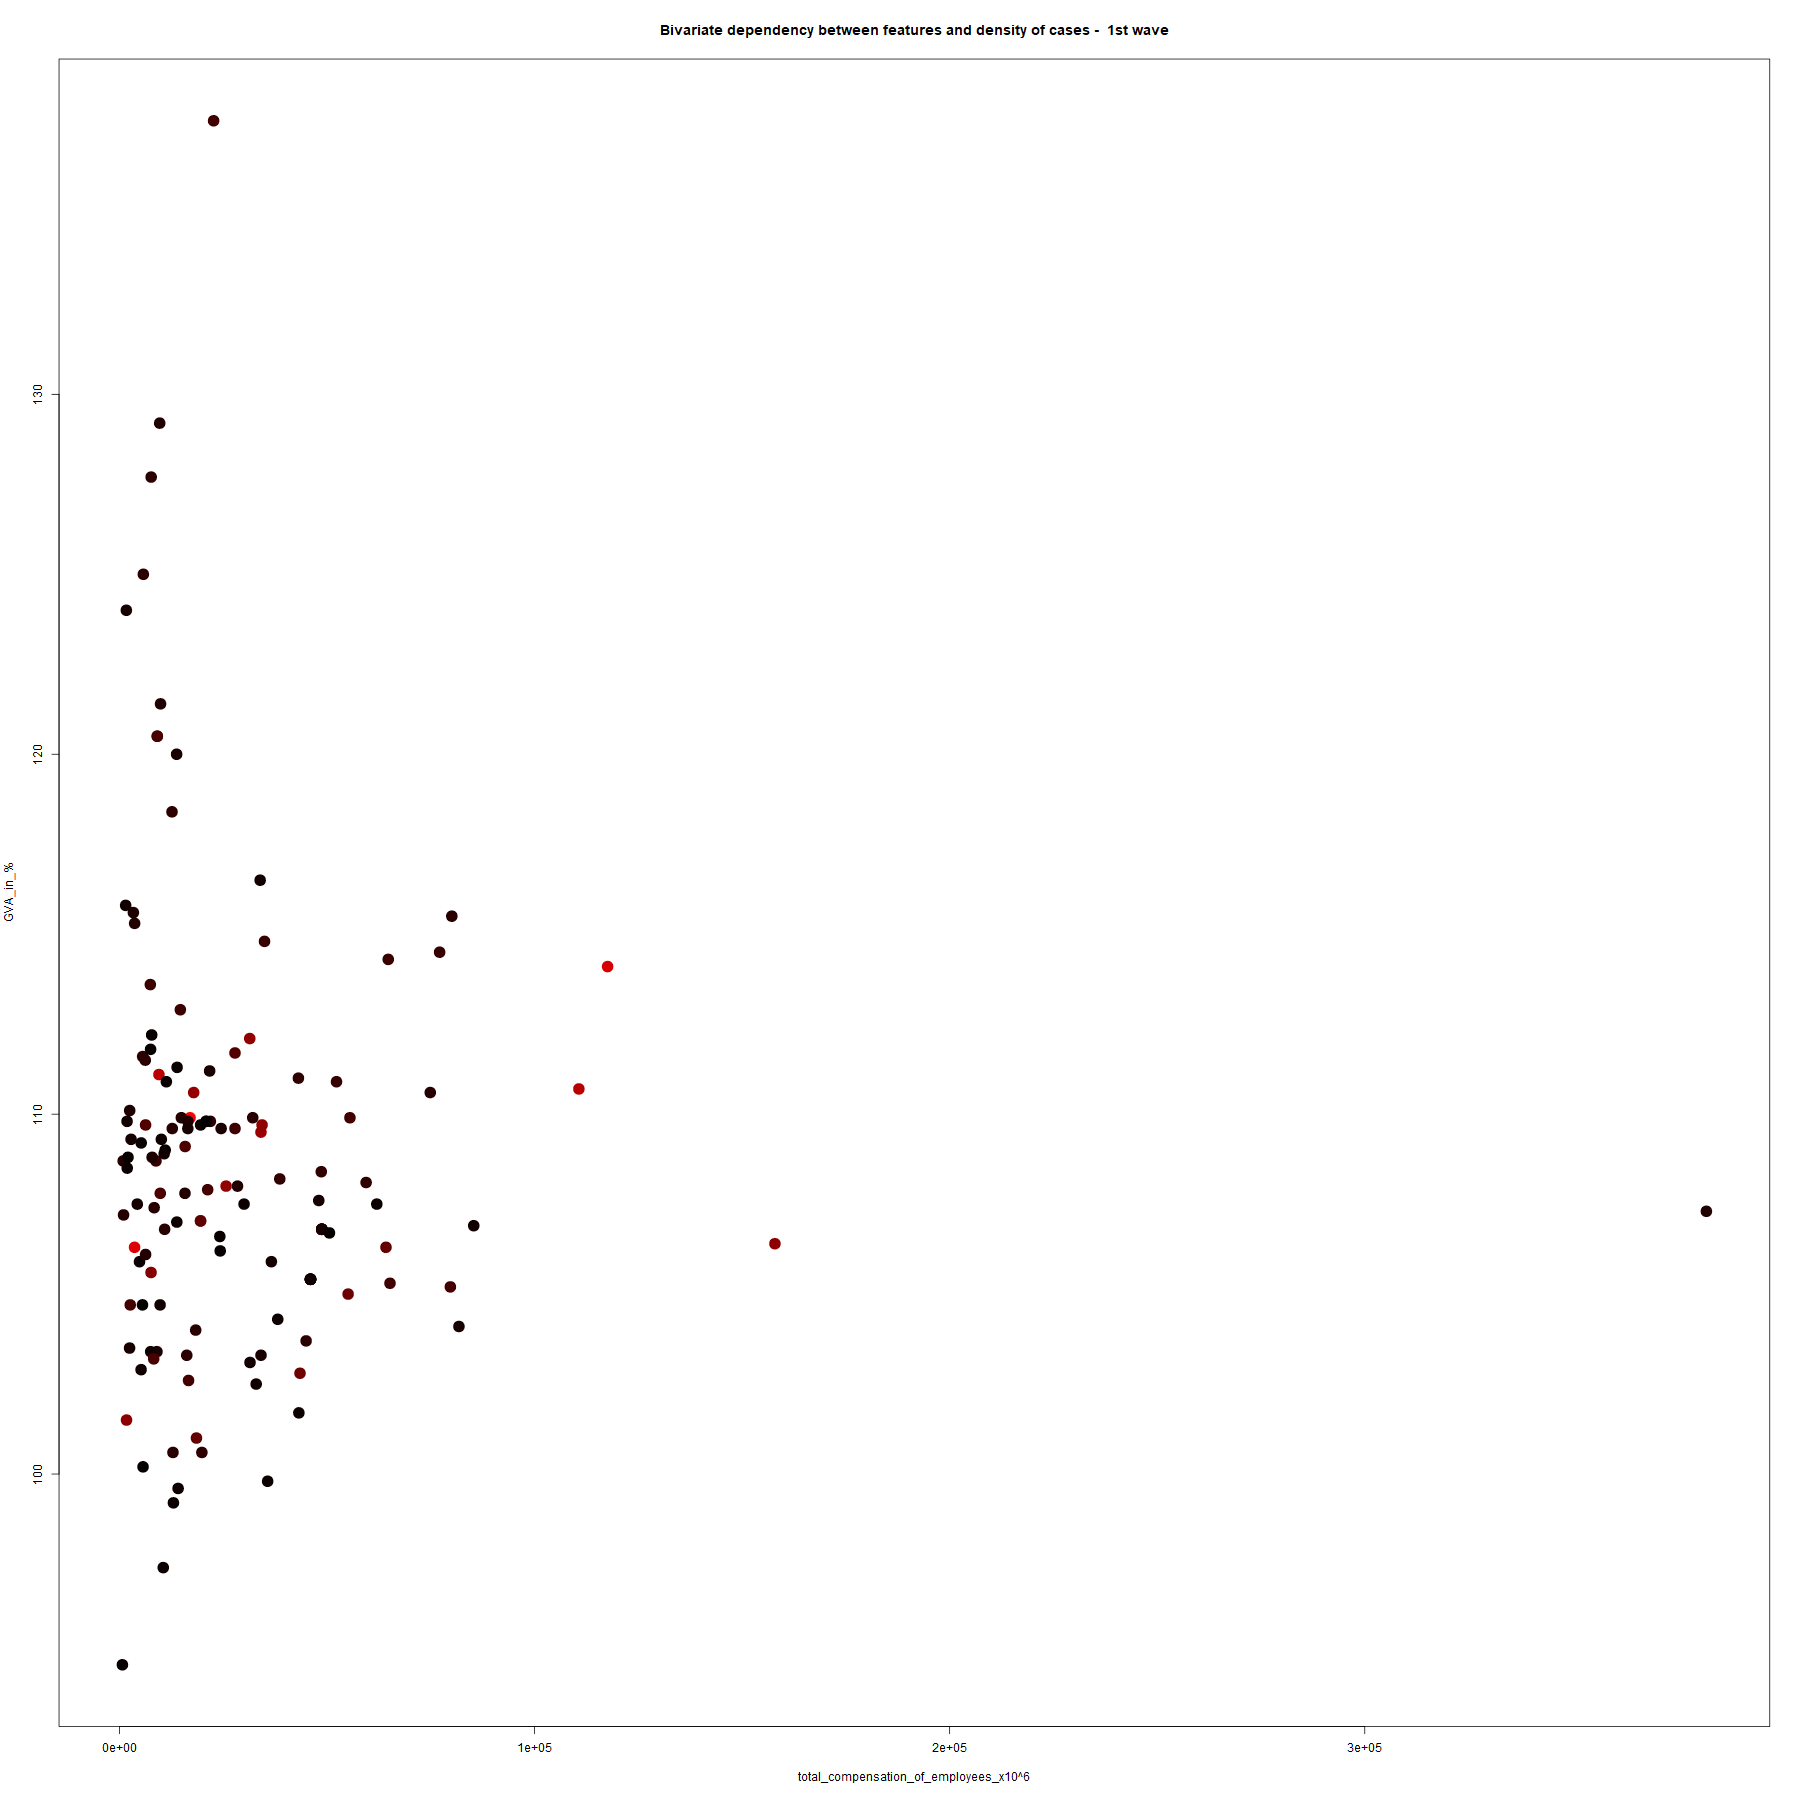 Bivariate dependency between features and density of cases -  1st wave
130
120
110
100
GVA_in_%
0e+00 1e+05 2e+05 3e+05
total_compensation_of_employees_x10^6